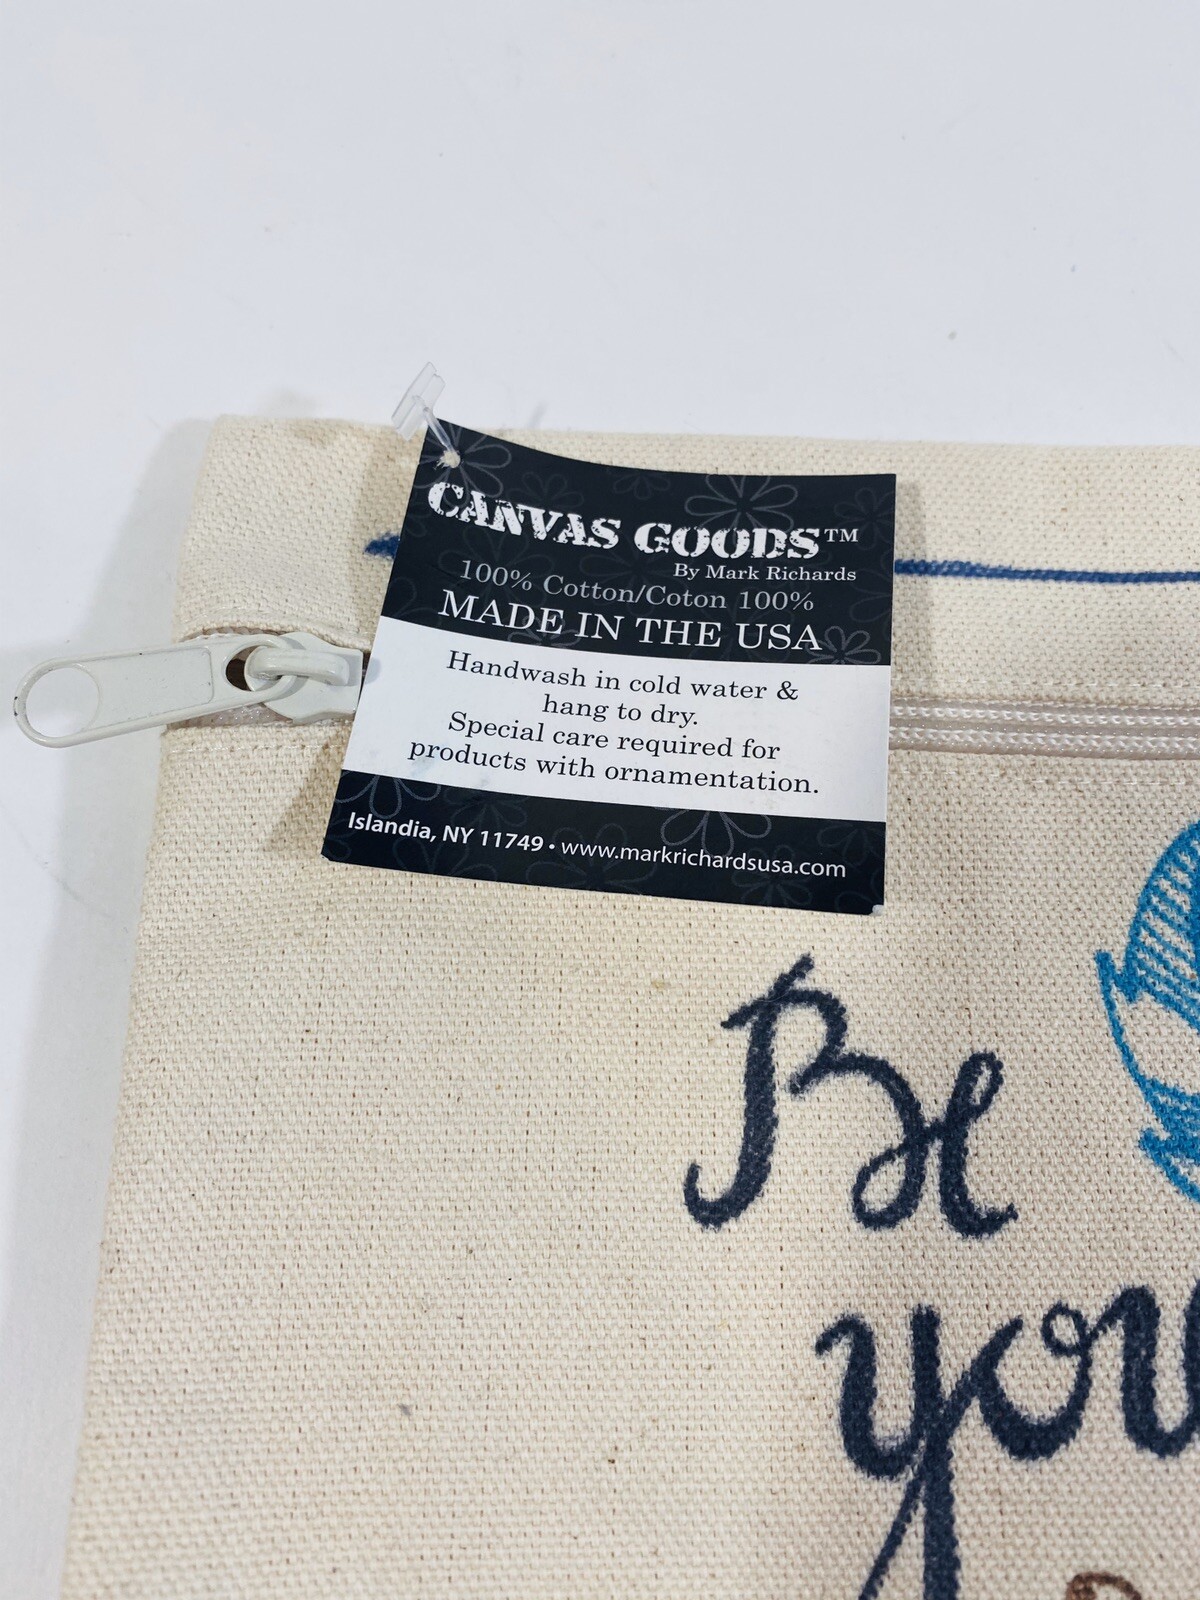 CANVAS GOODS™
By Mark Richards
100% Cotton/Coton 100%
MADE IN THE USA
Handwash in cold water &
hang to dry.
Special care required for
products with ornamentation.
Islandia, NY 11749 • www.markrichardsusa.com
Be
you